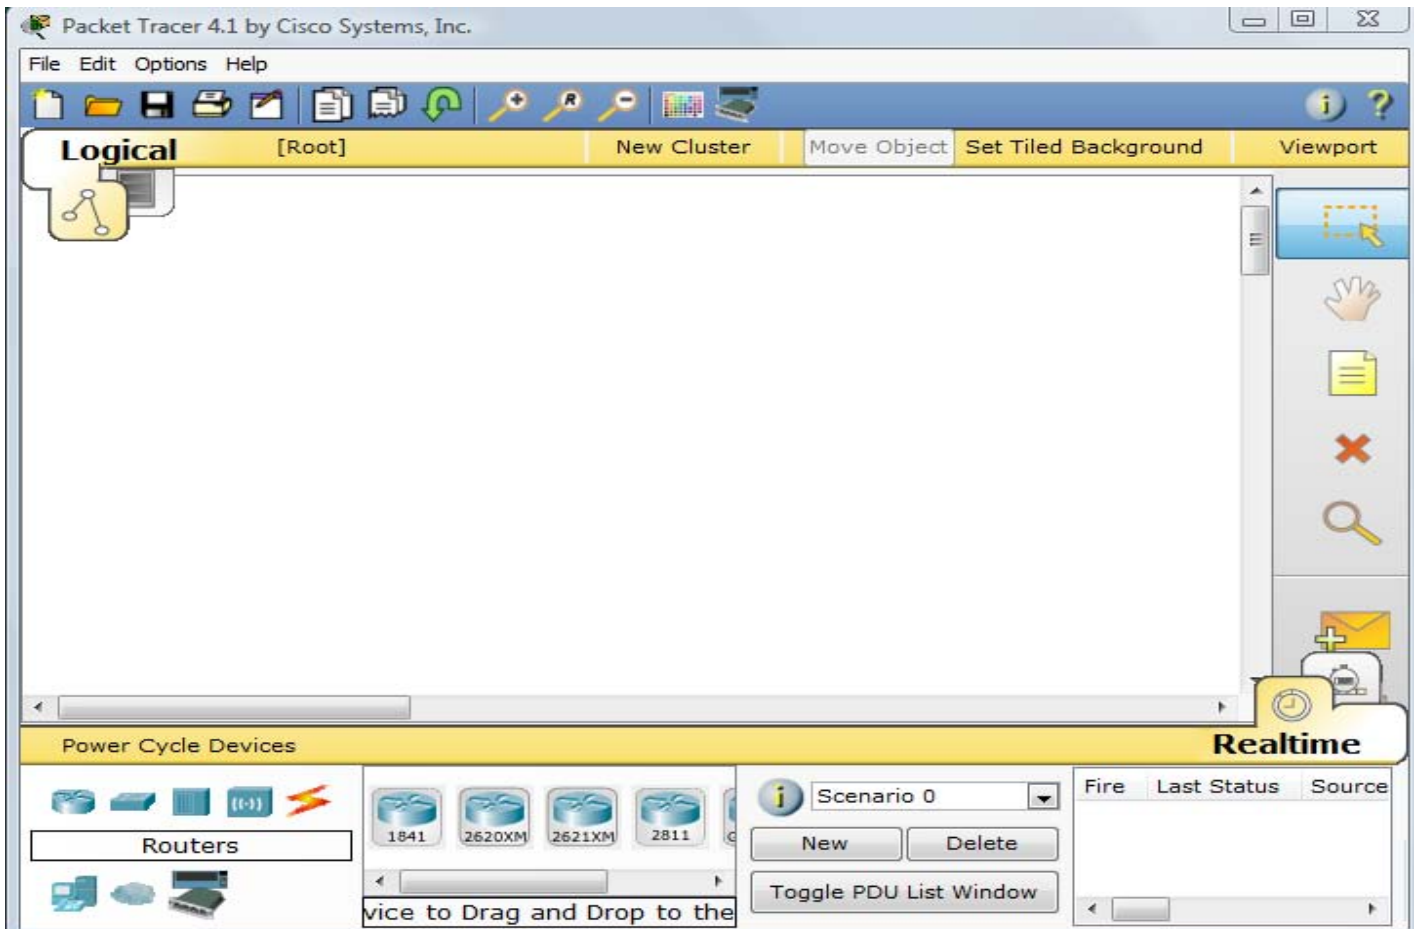 Packet Tracer 4.1 by Cisco Systems, Inc.
File Edit Options Help
Logical [Root] New Cluster Move Object Set Tiled Background Viewport
Power Cycle Devices Realtime
Routers
1841 2620XM 2621XM 2811
vice to Drag and Drop to the
Scenario 0
New Delete
Toggle PDU List Window
Fire Last Status Source